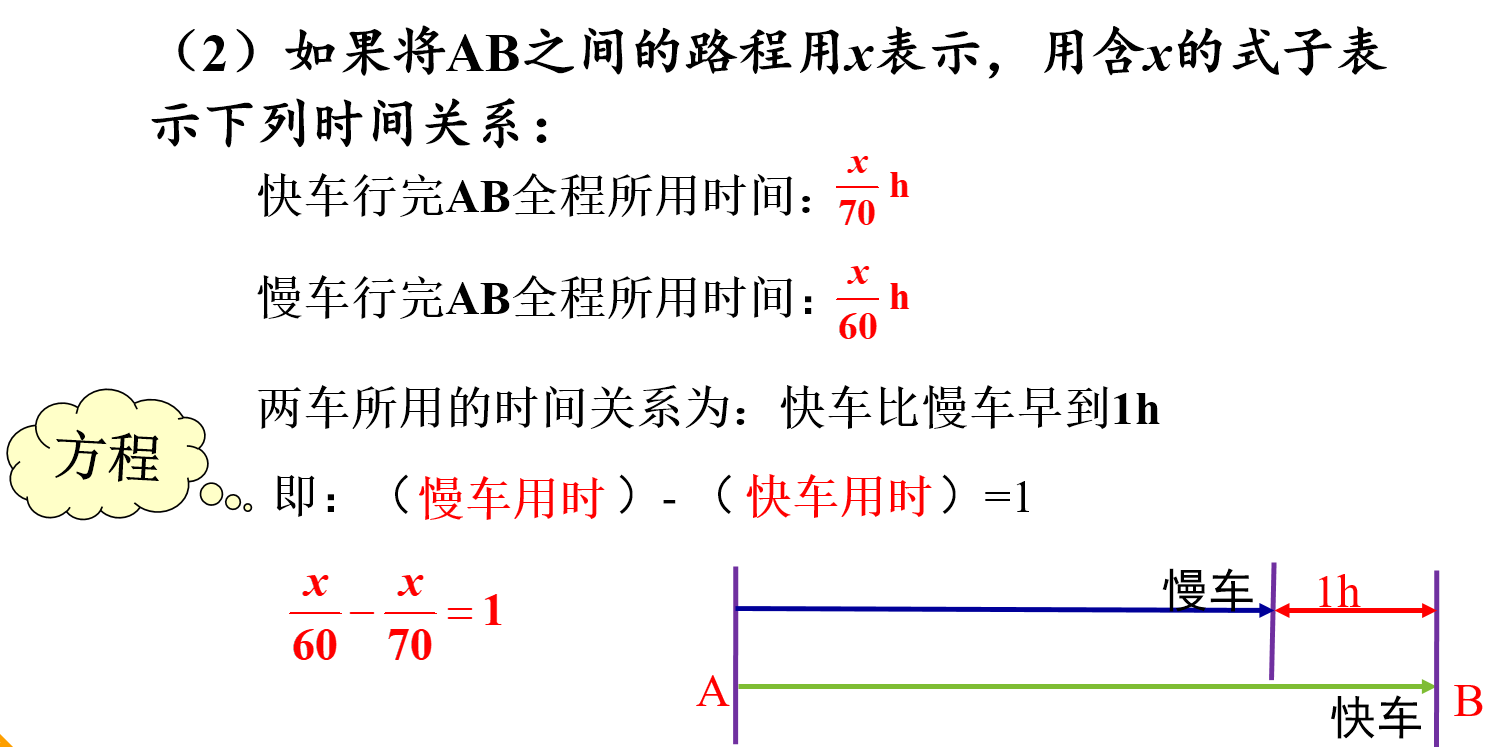 （2）如果将AB之间的路程用x表示，用含x的式子表
示下列时间关系：
快车行完AB全程所用时间：x/70 h
慢车行完AB全程所用时间：x/60 h
两车所用的时间关系为：快车比慢车早到1h
方程
即：（慢车用时）-（快车用时）=1
x/60 − x/70 = 1
慢车 1h
A B
快车